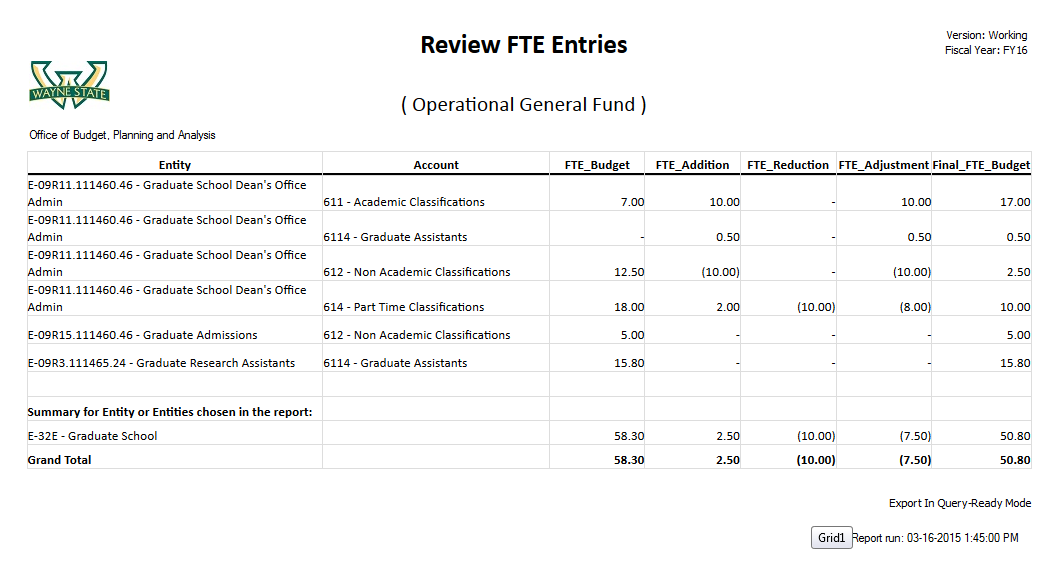 Review FTE Entries
Version: Working
Fiscal Year: FY16
WAYNE STATE
( Operational General Fund )
Office of Budget, Planning and Analysis
Entity Account FTE_Budget FTE_Addition FTE_Reduction FTE_Adjustment Final_FTE_Budget
E-09R11.111460.46 - Graduate School Dean's Office
Admin 611 - Academic Classifications 7.00 10.00 - 10.00 17.00
E-09R11.111460.46 - Graduate School Dean's Office
Admin 6114 - Graduate Assistants - 0.50 - 0.50 0.50
E-09R11.111460.46 - Graduate School Dean's Office
Admin 612 - Non Academic Classifications 12.50 (10.00) - (10.00) 2.50
E-09R11.111460.46 - Graduate School Dean's Office
Admin 614 - Part Time Classifications 18.00 2.00 (10.00) (8.00) 10.00
E-09R15.111460.46 - Graduate Admissions 612 - Non Academic Classifications 5.00 - - - 5.00
E-09R3.111465.24 - Graduate Research Assistants 6114 - Graduate Assistants 15.80 - - - 15.80
Summary for Entity or Entities chosen in the report:
E-32E - Graduate School 58.30 2.50 (10.00) (7.50) 50.80
Grand Total 58.30 2.50 (10.00) (7.50) 50.80
Export In Query-Ready Mode
Grid1 Report run: 03-16-2015 1:45:00 PM